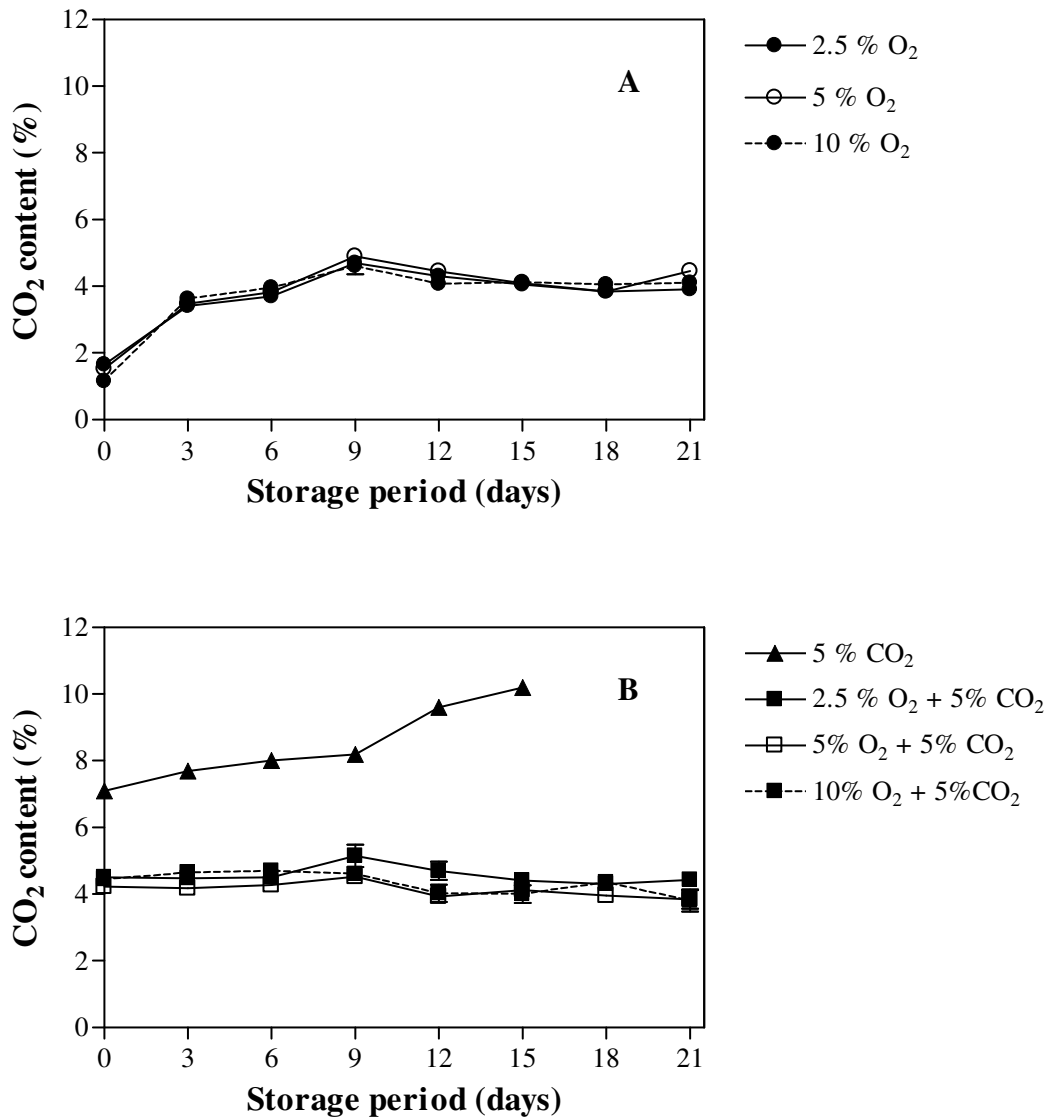 12
10
8
6
4
2
0
CO₂ content (%)
A
0 3 6 9 12 15 18 21
Storage period (days)
2.5 % O₂
5 % O₂
10 % O₂
12
10
8
6
4
2
0
CO₂ content (%)
B
0 3 6 9 12 15 18 21
Storage period (days)
5 % CO₂
2.5 % O₂ + 5% CO₂
5% O₂ + 5% CO₂
10% O₂ + 5%CO₂